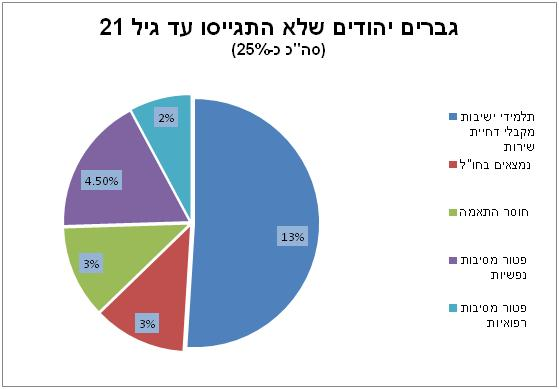 גברים יהודים שלא התגייסו עד גיל 21
(סה"כ כ-25%)
2%
4.50%
13%
3%
3%
תלמידי ישיבות
מקבלי דחיית
שירות
נמצאים בחו"ל
חוסר התאמה
פטור מסיבות
נפשיות
פטור מסיבות
רפואיות